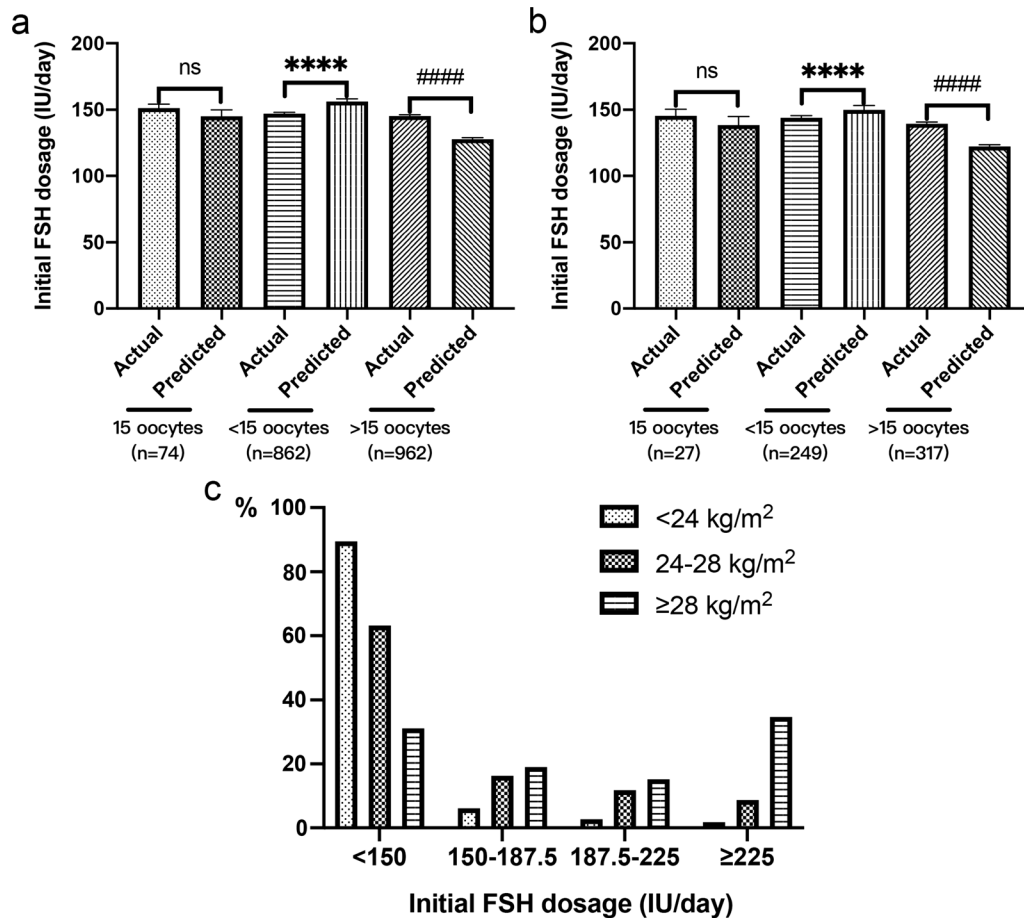 a
Initial FSH dosage (IU/day)
200
150
100
50
0
ns
****
####
Actual
Predicted
Actual
Predicted
Actual
Predicted
15 oocytes
(n=74)
<15 oocytes
(n=862)
>15 oocytes
(n=962)
b
Initial FSH dosage (IU/day)
200
150
100
50
0
ns
****
####
Actual
Predicted
Actual
Predicted
Actual
Predicted
15 oocytes
(n=27)
<15 oocytes
(n=249)
>15 oocytes
(n=317)
c
%
100
80
60
40
20
0
<24 kg/m²
24-28 kg/m²
≥28 kg/m²
<150
150-187.5
187.5-225
≥225
Initial FSH dosage (IU/day)